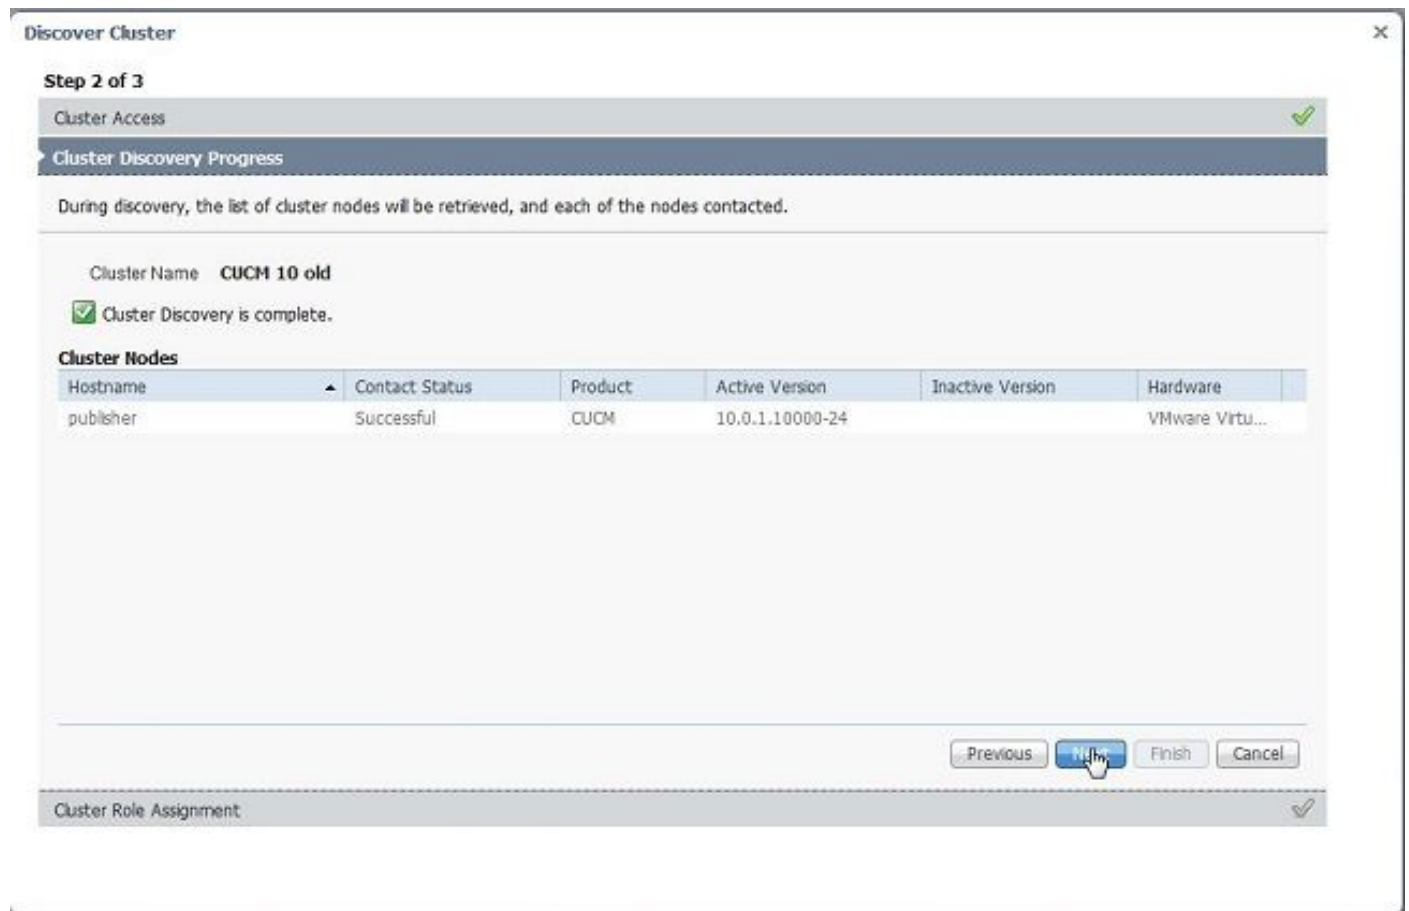 Discover Cluster
Step 2 of 3
Cluster Access
Cluster Discovery Progress
During discovery, the list of cluster nodes will be retrieved, and each of the nodes contacted.
Cluster Name CUCM 10 old
Cluster Discovery is complete.
Cluster Nodes
Hostname Contact Status Product Active Version Inactive Version Hardware
publisher Successful CUCM 10.0.1.10000-24 VMware Virtu...
Previous Finish Cancel
Cluster Role Assignment